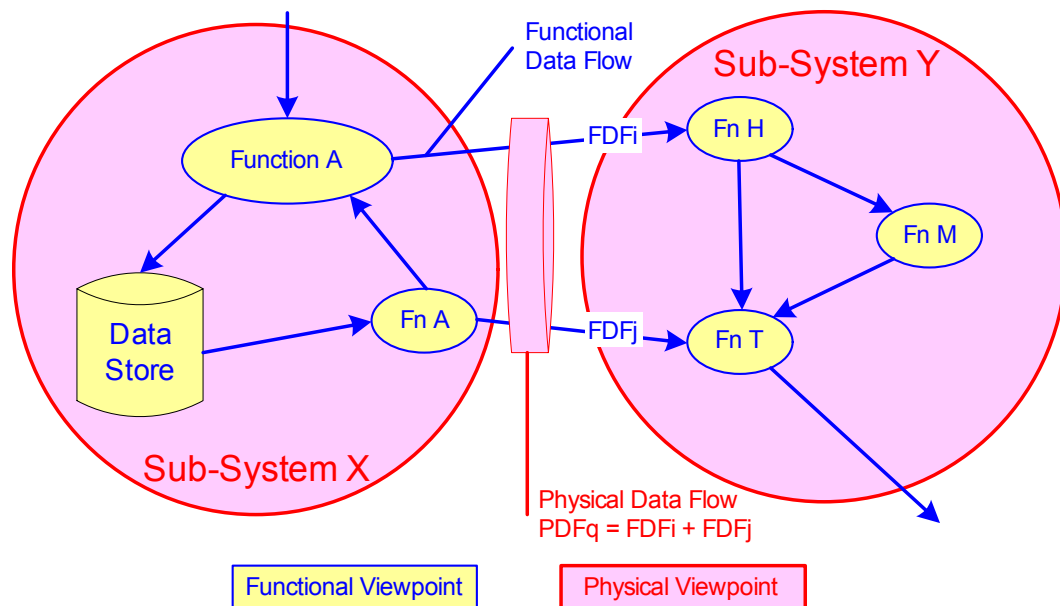 Functional
Data Flow
Sub-System Y
Function A
FDFi
Fn H
Fn M
Data
Store
Fn A
FDFj
Fn T
Sub-System X
Physical Data Flow
PDFq = FDFi + FDFj
Functional Viewpoint
Physical Viewpoint